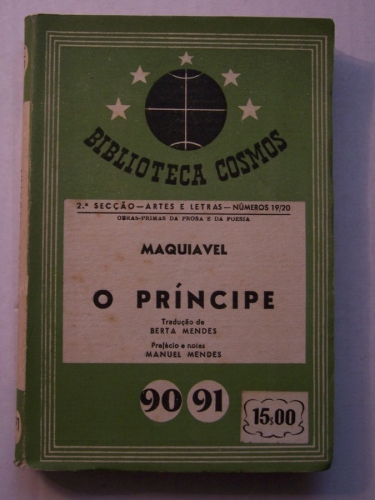 BIBLIOTECA COSMOS
2.ª SECÇÃO — ARTES E LETRAS — NÚMEROS 19/20
OBRAS-PRIMAS DA PROSA E DA POESIA
MAQUIAVEL
O PRÍNCIPE
Tradução de
BERTA MENDES
Prefácio e notas
MANUEL MENDES
90 91
15$00